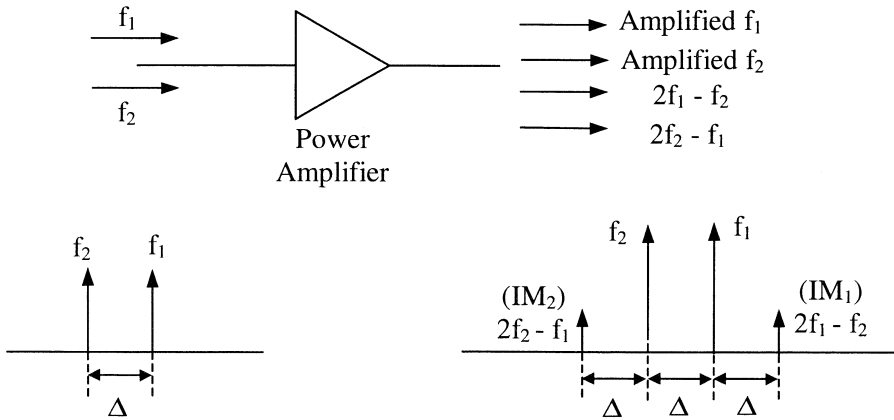 f₁
f₂
Power
Amplifier
Amplified f₁
Amplified f₂
2f₁ - f₂
2f₂ - f₁
f₂
f₁
Δ
f₂
f₁
(IM₂)
2f₂ - f₁
(IM₁)
2f₁ - f₂
Δ
Δ
Δ